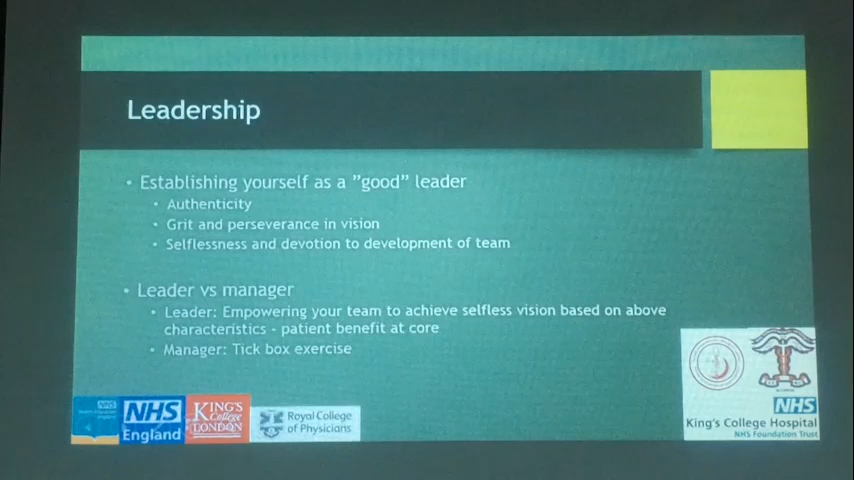 Leadership
• Establishing yourself as a ”good” leader
• Authenticity
• Grit and perseverance in vision
• Selflessness and devotion to development of team
• Leader vs manager
• Leader: Empowering your team to achieve selfless vision based on above
characteristics - patient benefit at core
• Manager: Tick box exercise
NHS
NHS
England
KING'S
College
LONDON
Royal College
of Physicians
NHS
King's College Hospital
NHS Foundation Trust